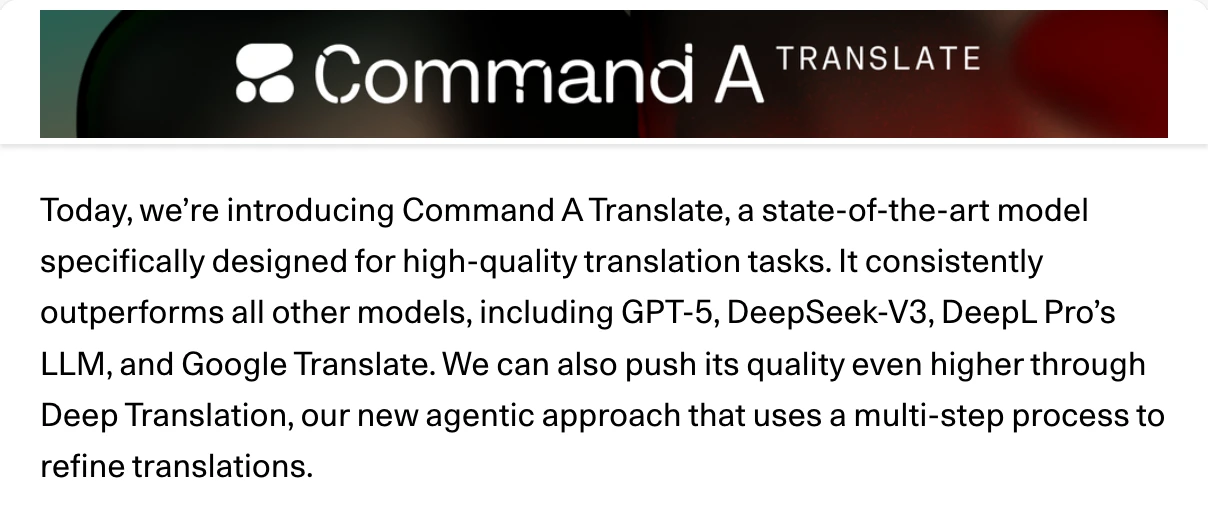 Command A TRANSLATE
Today, we’re introducing Command A Translate, a state-of-the-art model
specifically designed for high-quality translation tasks. It consistently
outperforms all other models, including GPT-5, DeepSeek-V3, DeepL Pro’s
LLM, and Google Translate. We can also push its quality even higher through
Deep Translation, our new agentic approach that uses a multi-step process to
refine translations.